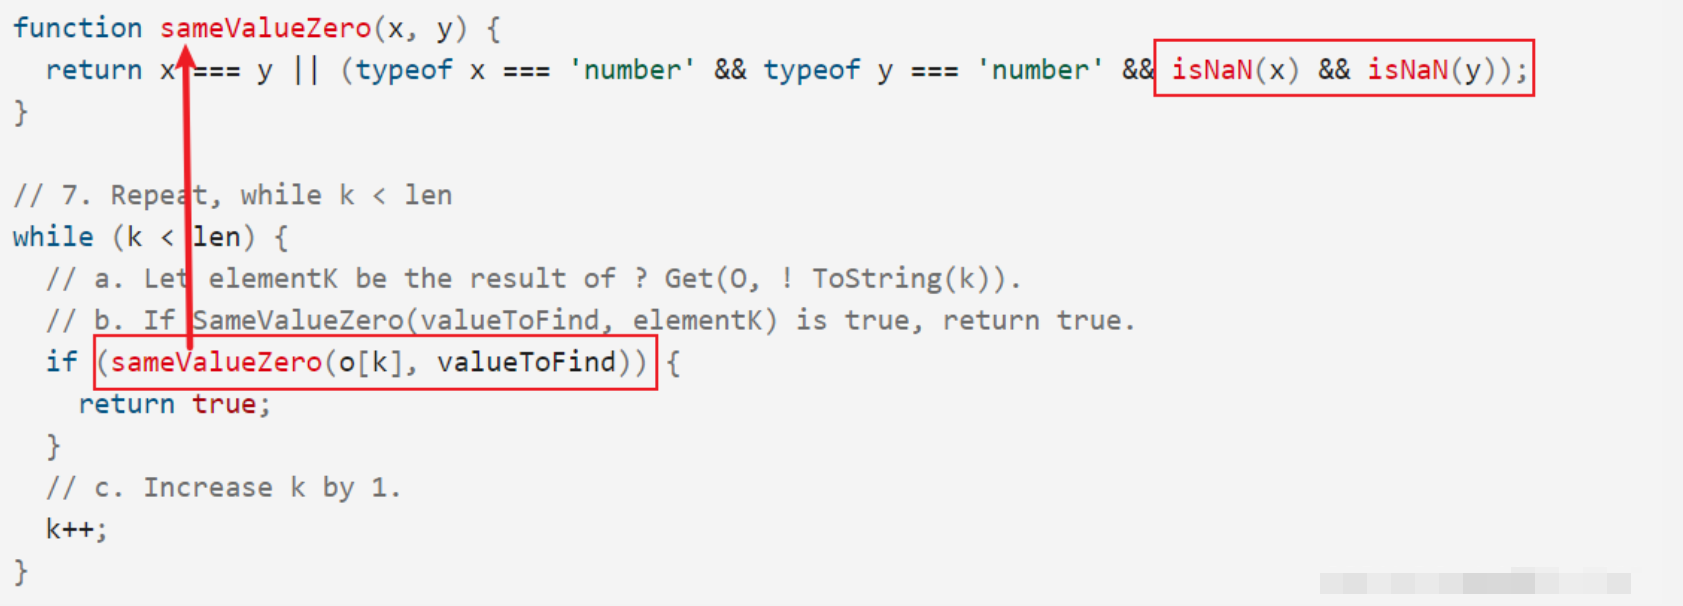 function sameValueZero(x, y) {
  return x === y || (typeof x === 'number' && typeof y === 'number' && isNaN(x) && isNaN(y));
}
// 7. Repeat, while k < len
while (k < len) {
  // a. Let elementK be the result of ? Get(O, ! ToString(k)).
  // b. If SameValueZero(valueToFind, elementK) is true, return true.
  if (sameValueZero(o[k], valueToFind)) {
    return true;
  }
  // c. Increase k by 1.
  k++;
}